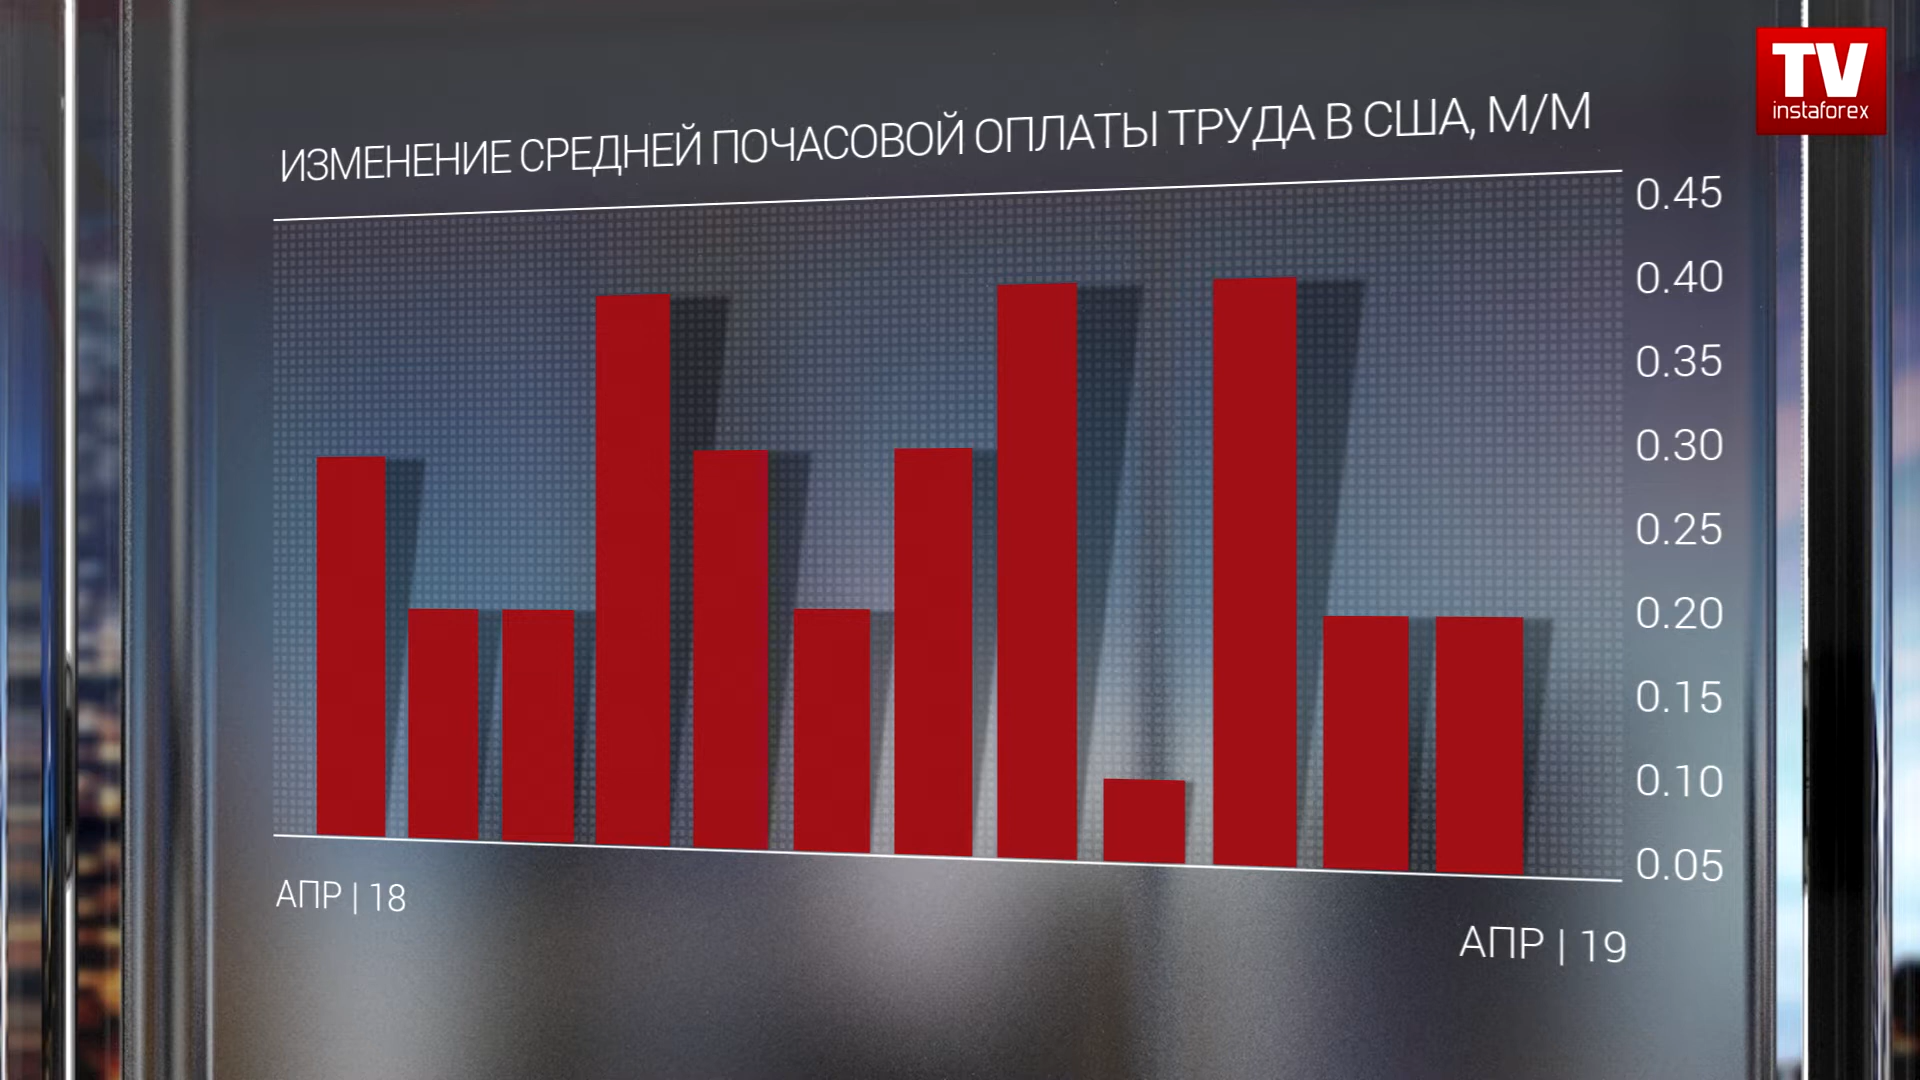 TV
instaforex
ИЗМЕНЕНИЕ СРЕДНЕЙ ПОЧАСОВОЙ ОПЛАТЫ ТРУДА В США, М/М
0.45
0.40
0.35
0.30
0.25
0.20
0.15
0.10
0.05
АПР | 18
АПР | 19